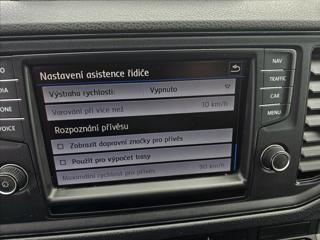 Nastavení asistence řidiče
Výstraha rychlosti: Vypnuto
Varování při více než 10 km/h
Rozpoznání přívěsu
Zobrazit dopravní značky pro přívěs
Použít pro výpočet trasy
Maximální rychlost pro přívěs 80 km/h
NAV
TRAFFIC
CAR
MENU
VOICE